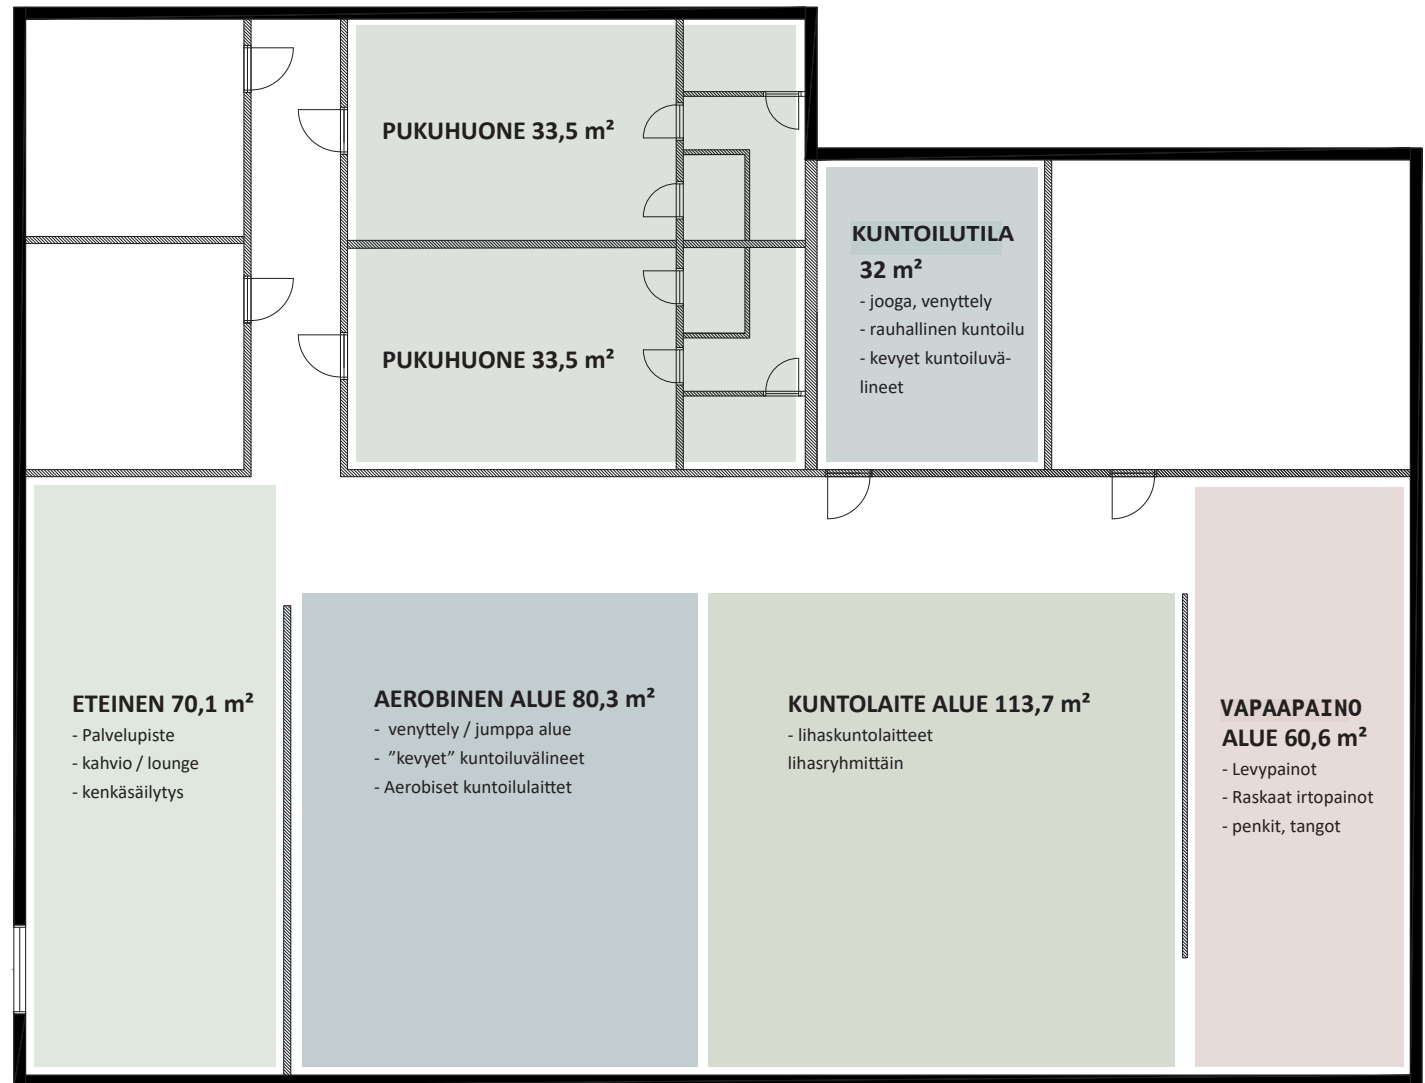 PUKUHUONE 33,5 m²
PUKUHUONE 33,5 m²
KUNTOILUTILA
32 m²
- jooga, venyttely
- rauhallinen kuntoilu
- kevyet kuntoiluvä-
lineet
ETEINEN 70,1 m²
- Palvelupiste
- kahvio / lounge
- kenkäsäilytys
AEROBINEN ALUE 80,3 m²
- venyttely / jumppa alue
- ”kevyet” kuntoiluvälineet
- Aerobiset kuntoilulaittet
KUNTOLAITE ALUE 113,7 m²
- lihaskuntolaitteet
lihasryhmittäin
VAPAAPAINO
ALUE 60,6 m²
- Levypainot
- Raskaat irtopainot
- penkit, tangot